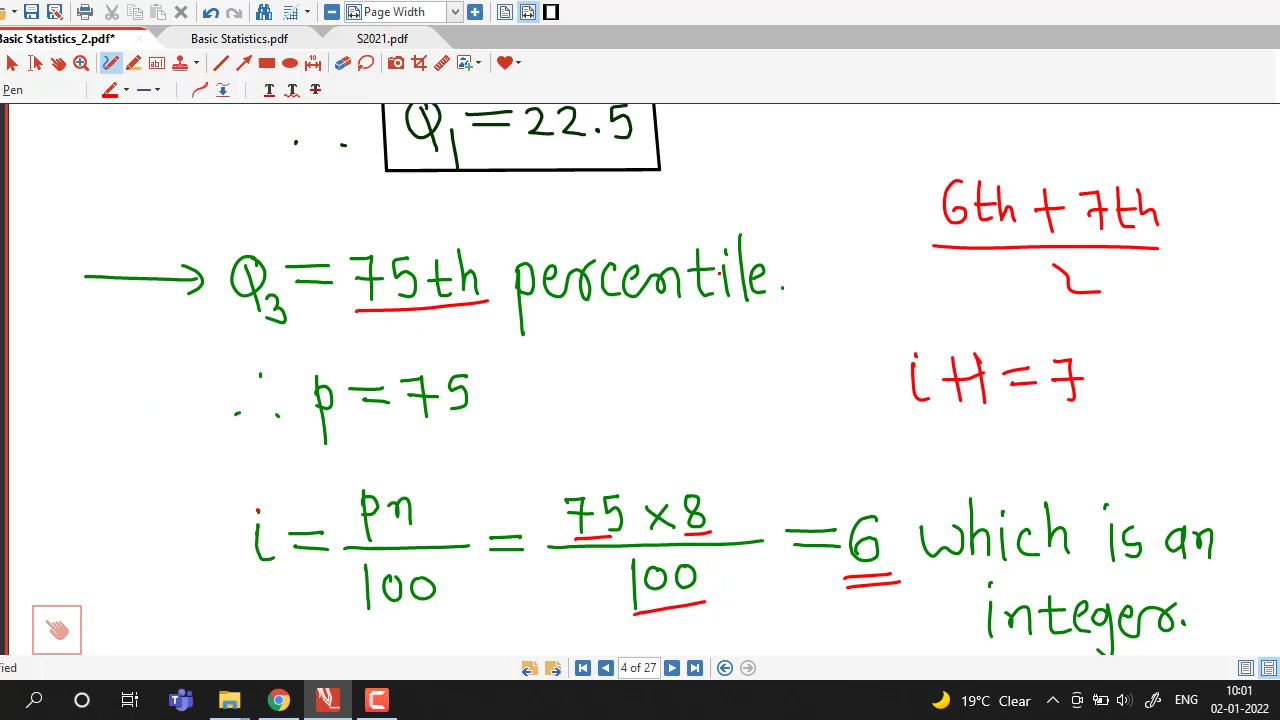 Page Width
Basic Statistics_2.pdf*
Basic Statistics.pdf
S2021.pdf
10
Pen
T T T
∴ Q1 = 22.5
6th + 7th
2
→ Q3 = 75th percentile.
i+1 = 7
∴ p = 75
i = pn/100 = 75 × 8/100 = 6 which is an
integer.
ied
4 of 27
19°C Clear
ENG
10:01
02-01-2022